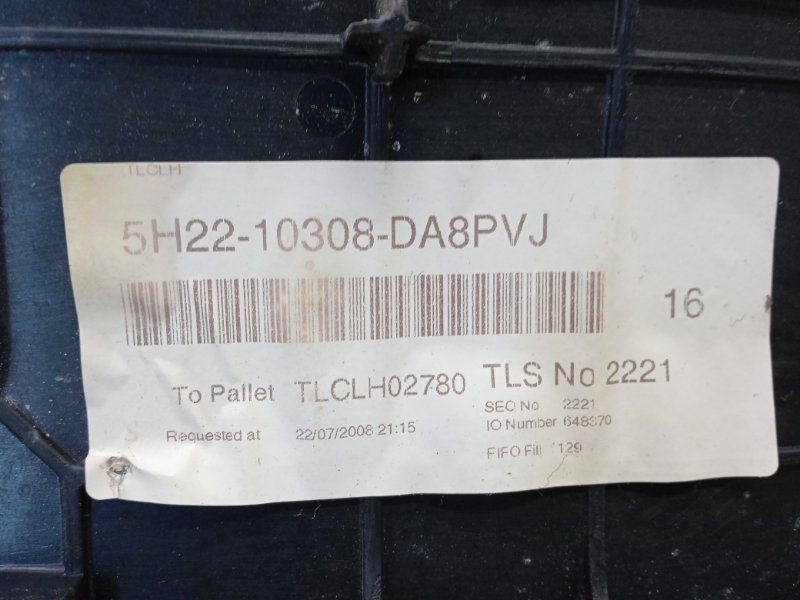 TLCLH
5H22-10308-DA8PVJ
16
To Pallet TLCLH02780 TLS No 2221
SEQ No 2221
S Requested at 22/07/2008 21:15 IO Number 648370
FIFO Fill 129